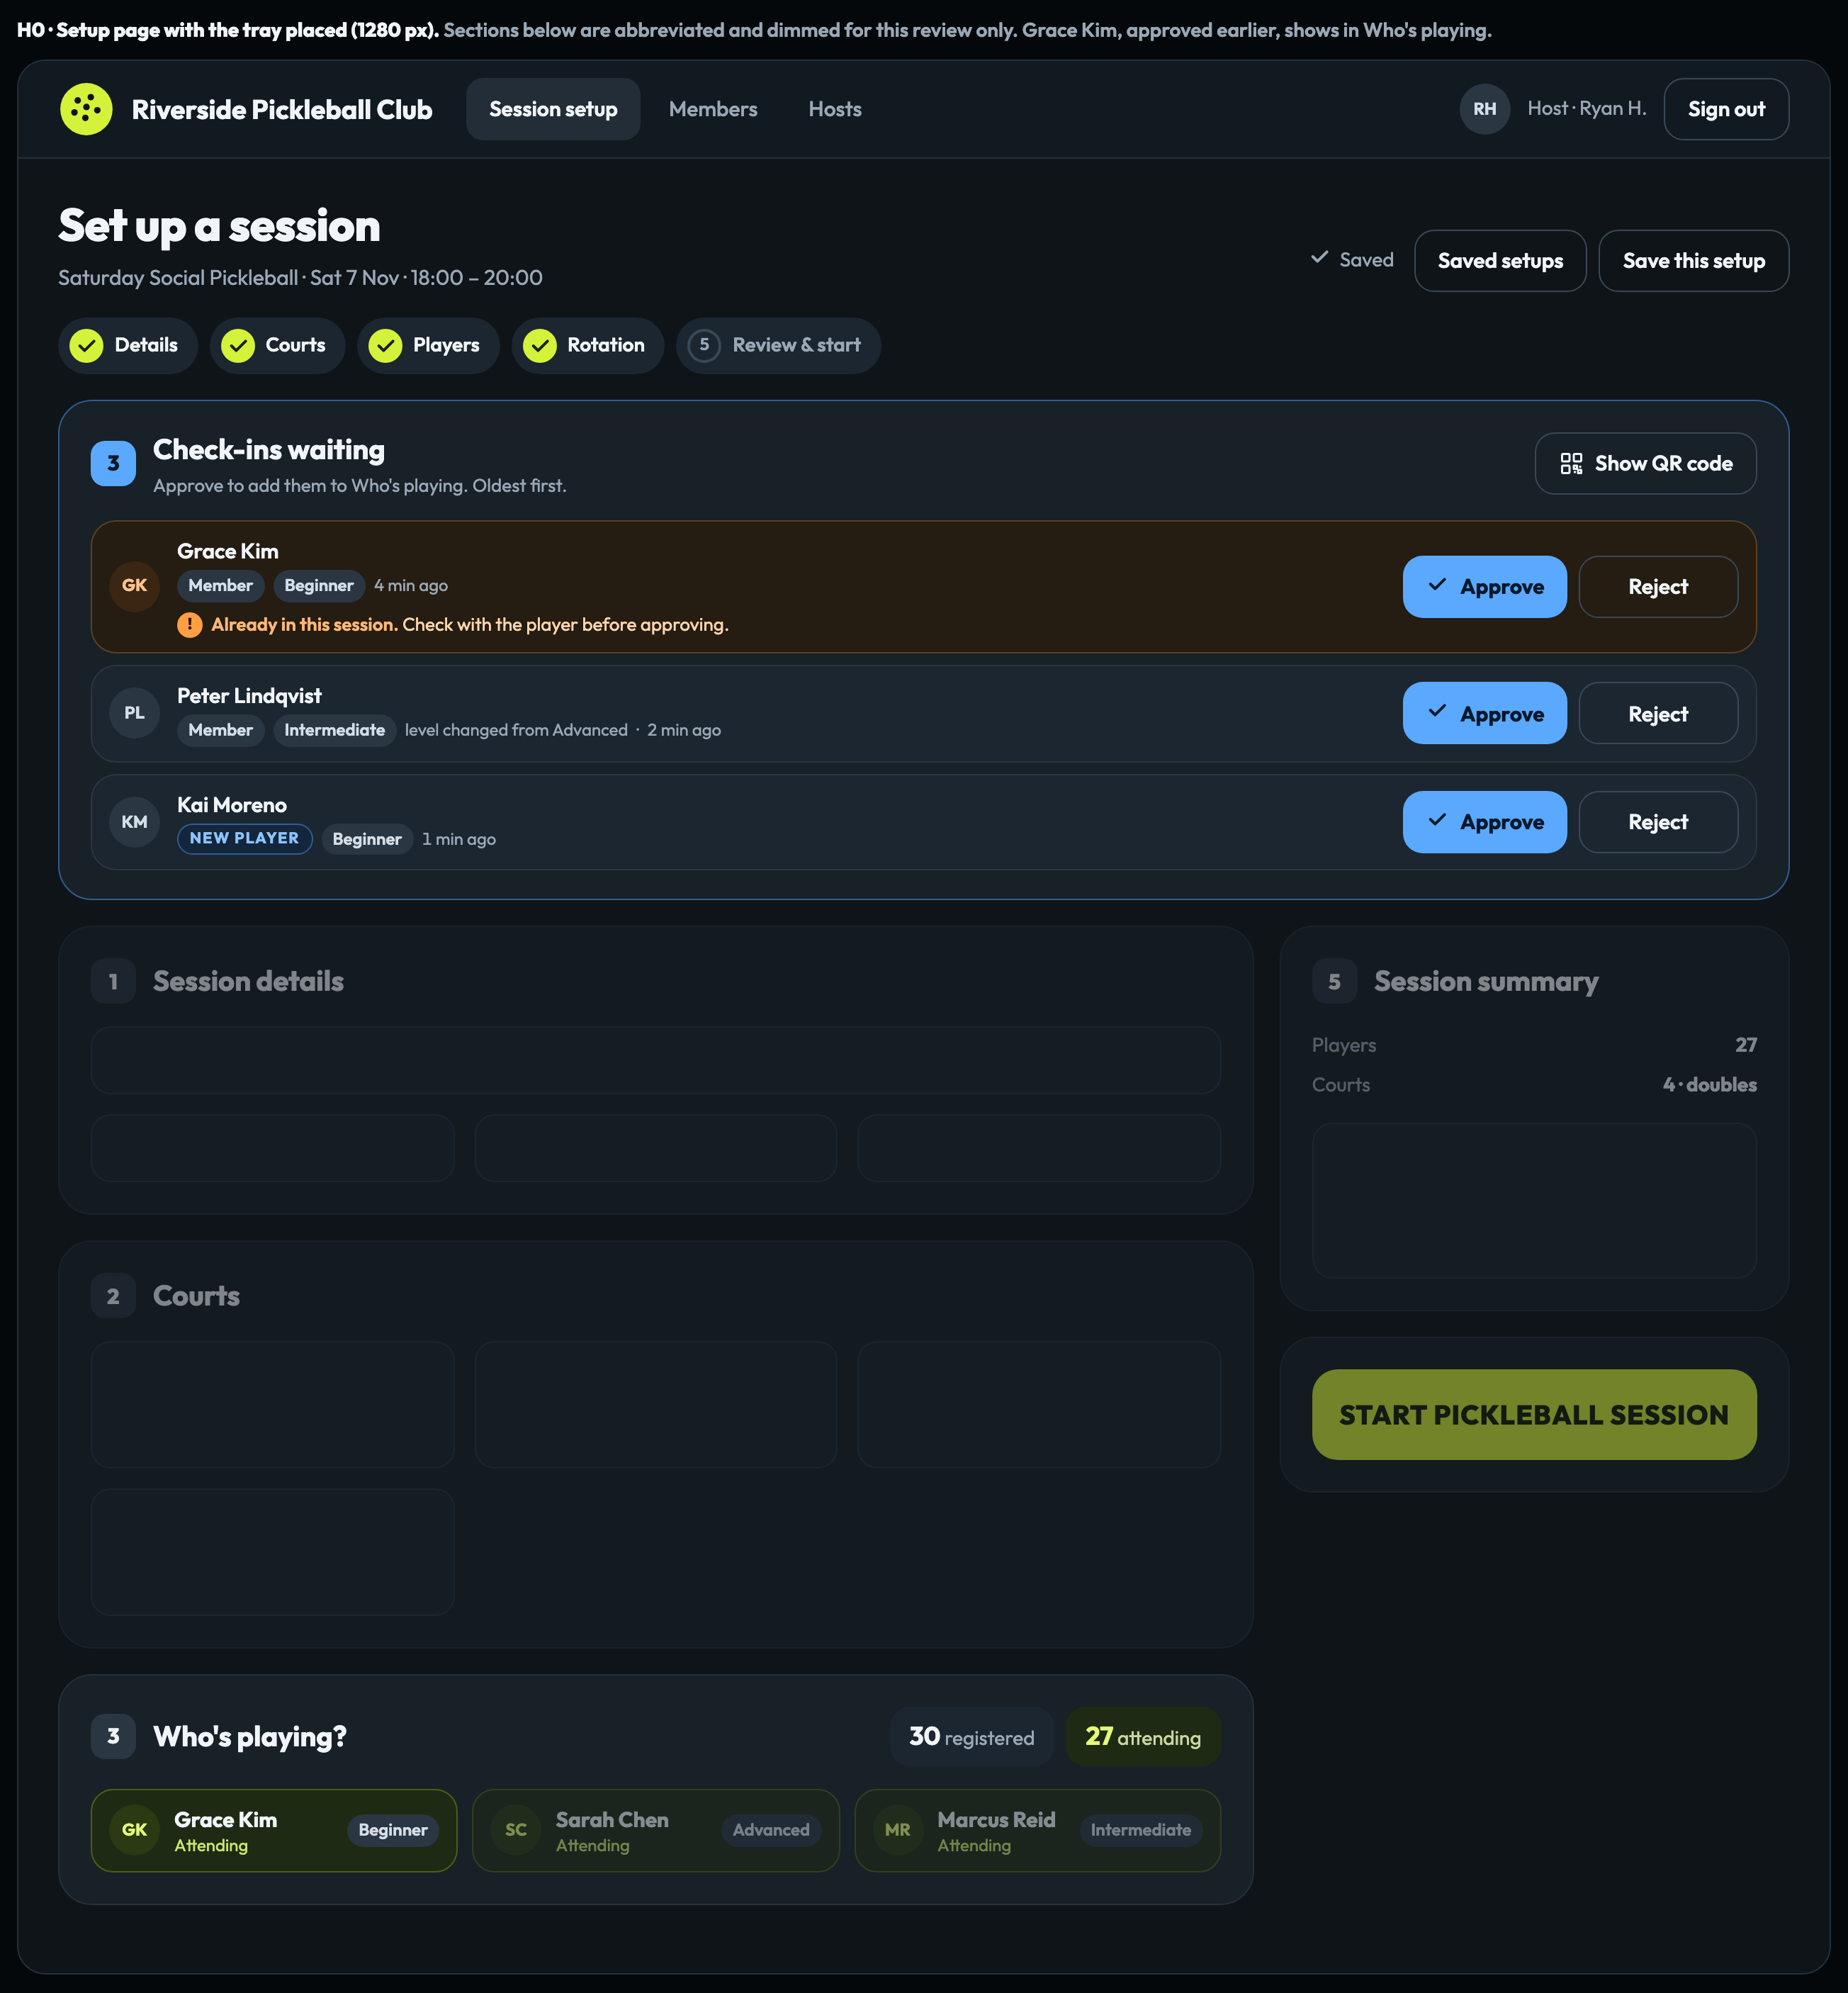 H0 · Setup page with the tray placed (1280 px). Sections below are abbreviated and dimmed for this review only. Grace Kim, approved earlier, shows in Who's playing.
Riverside Pickleball Club
Session setup
Members
Hosts
RH
Host · Ryan H.
Sign out
Set up a session
Saturday Social Pickleball · Sat 7 Nov · 18:00 – 20:00
Saved
Saved setups
Save this setup
Details
Courts
Players
Rotation
5 Review & start
3
Check-ins waiting
Approve to add them to Who's playing. Oldest first.
Show QR code
GK
Grace Kim
Member Beginner 4 min ago
! Already in this session. Check with the player before approving.
Approve
Reject
PL
Peter Lindqvist
Member Intermediate level changed from Advanced · 2 min ago
Approve
Reject
KM
Kai Moreno
NEW PLAYER Beginner 1 min ago
Approve
Reject
1 Session details
5 Session summary
Players 27
Courts 4 · doubles
START PICKLEBALL SESSION
2 Courts
3 Who's playing?
30 registered
27 attending
GK
Grace Kim
Attending
Beginner
SC
Sarah Chen
Attending
Advanced
MR
Marcus Reid
Attending
Intermediate